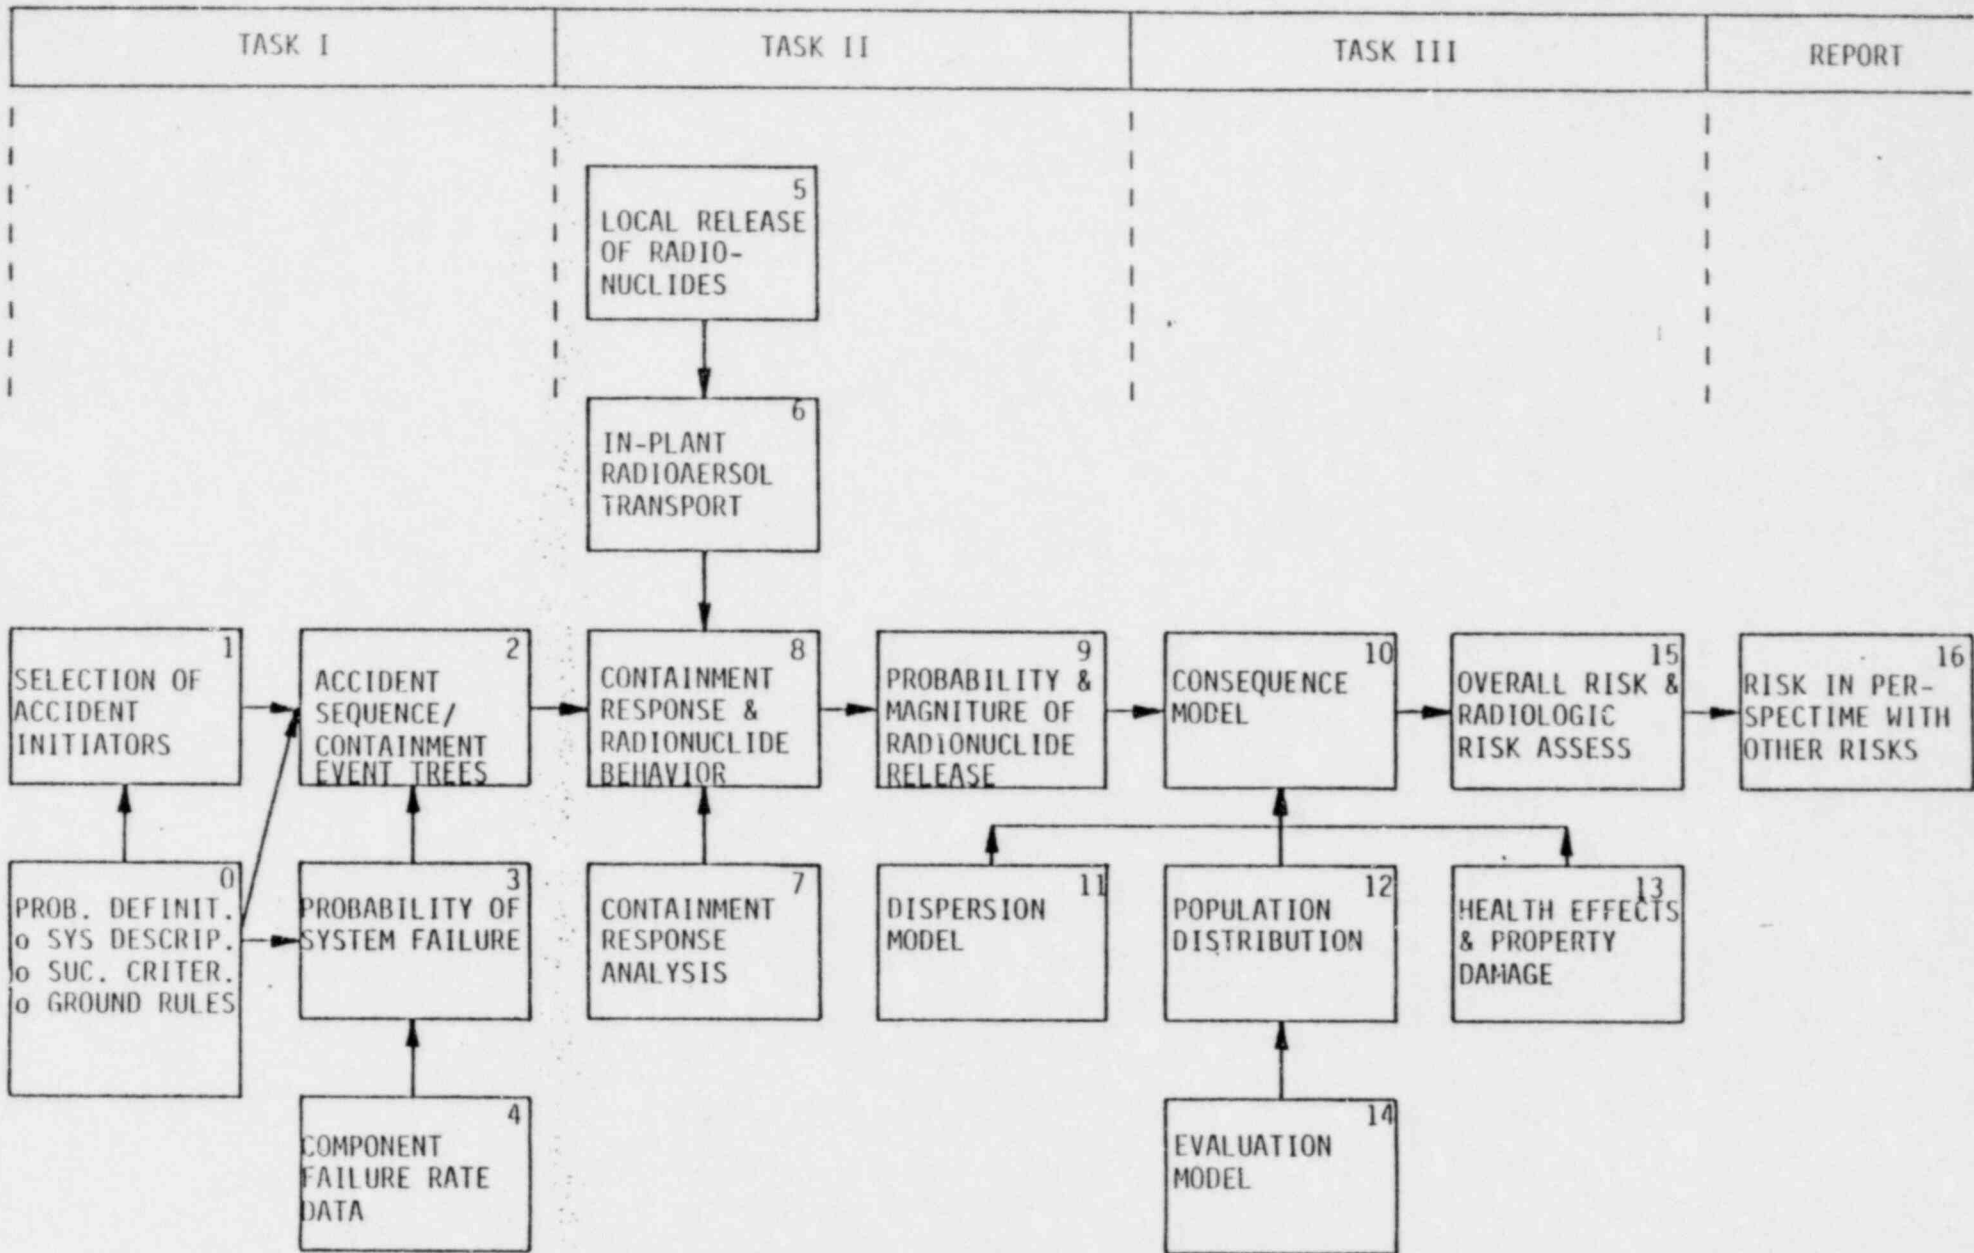 TASK I
TASK II
TASK III
REPORT
5
LOCAL RELEASE
OF RADIO-
NUCLIDES
6
IN-PLANT
RADIOAERSOL
TRANSPORT
1
SELECTION OF
ACCIDENT
INITIATORS
2
ACCIDENT
SEQUENCE/
CONTAINMENT
EVENT TREES
8
CONTAINMENT
RESPONSE &
RADIONUCLIDE
BEHAVIOR
9
PROBABILITY &
MAGNITURE OF
RADIONUCLIDE
RELEASE
10
CONSEQUENCE
MODEL
15
OVERALL RISK &
RADIOLOGIC
RISK ASSESS
16
RISK IN PER-
SPECTIME WITH
OTHER RISKS
0
PROB. DEFINIT.
o SYS DESCRIP.
o SUC. CRITER.
o GROUND RULES
3
PROBABILITY OF
SYSTEM FAILURE
7
CONTAINMENT
RESPONSE
ANALYSIS
11
DISPERSION
MODEL
12
POPULATION
DISTRIBUTION
13
HEALTH EFFECTS
& PROPERTY
DAMAGE
4
COMPONENT
FAILURE RATE
DATA
14
EVALUATION
MODEL